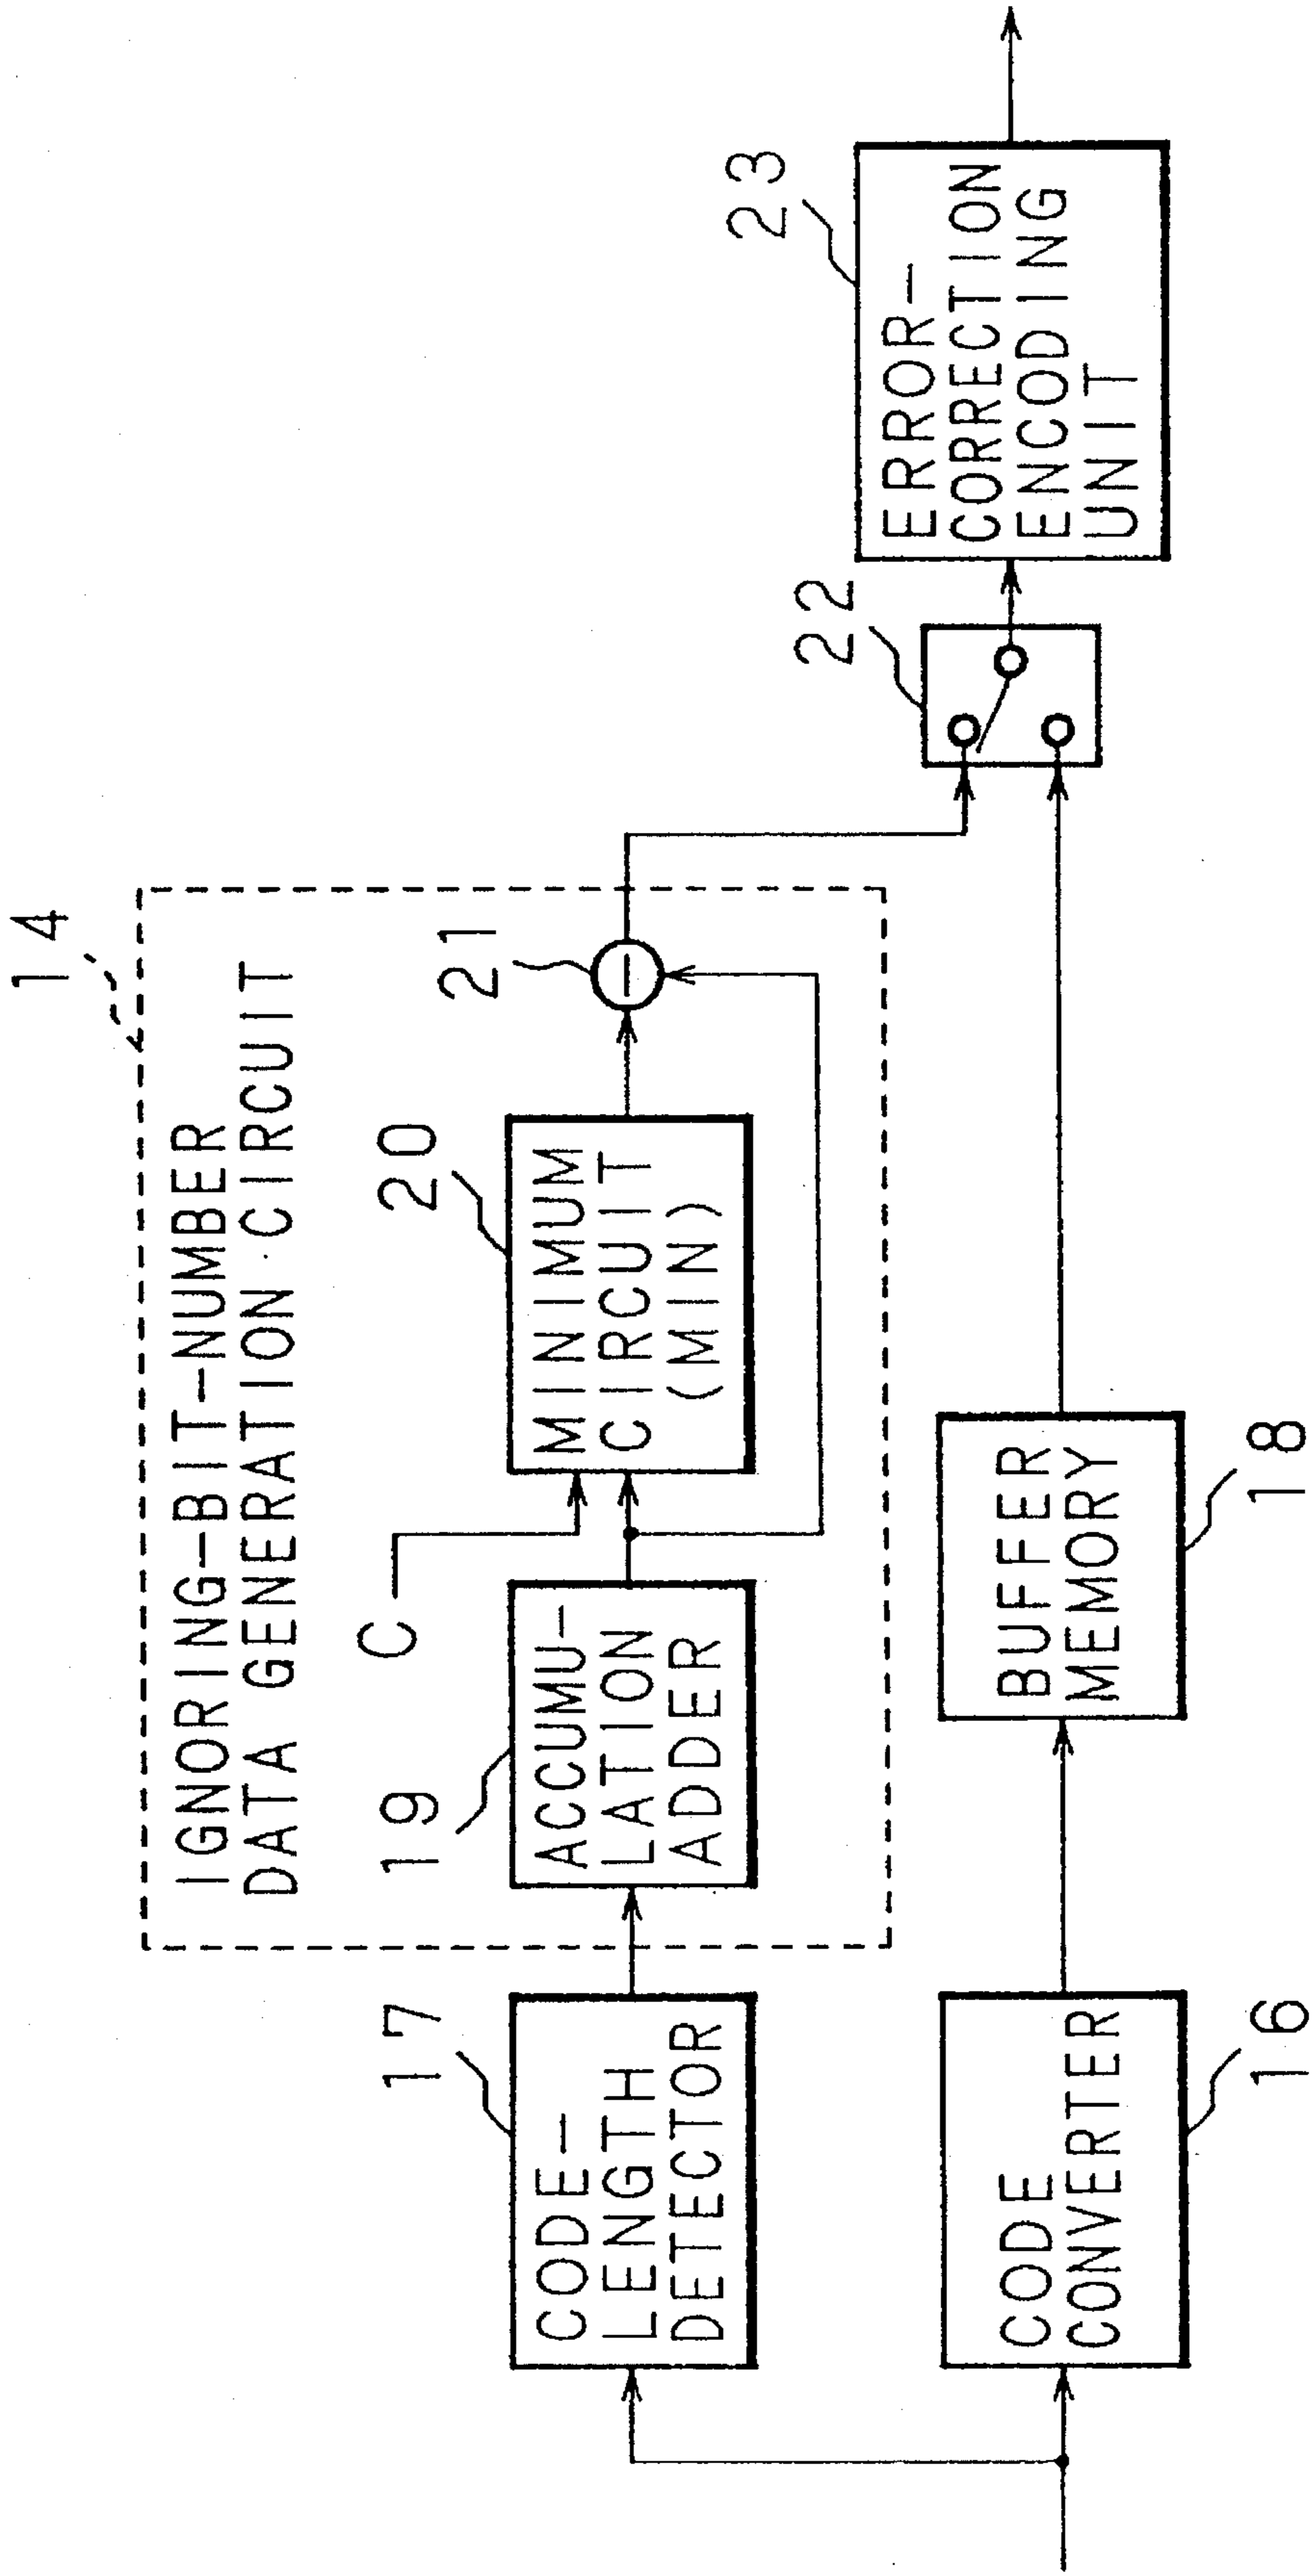 14
IGNORING-BIT-NUMBER
DATA GENERATION CIRCUIT
17
CODE-
LENGTH
DETECTOR
19
ACCUMU-
LATION
ADDER
C
20
MINIMUM
CIRCUIT
(MIN)
21
22
23
ERROR-
CORRECTION
ENCODING
UNIT
CODE
CONVERTER
16
BUFFER
MEMORY
18